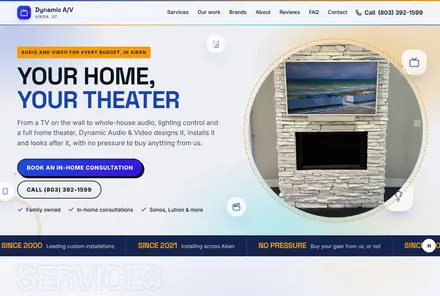 Dynamic A/V
AIKEN, SC
Services Our work Brands About Reviews FAQ Contact Call (803) 392-1599
AUDIO AND VIDEO FOR EVERY BUDGET, IN AIKEN
YOUR HOME,
YOUR THEATER
From a TV on the wall to whole-house audio, lighting control and
a full home theater, Dynamic Audio & Video designs it, installs it
and looks after it, with no pressure to buy anything from us.
BOOK AN IN-HOME CONSULTATION
CALL (803) 392-1599
Family owned In-home consultations Sonos, Lutron & more
SINCE 2000 Leading custom installations SINCE 2021 Installing across Aiken NO PRESSURE Buy your gear from us, or not SINC
SERVICES